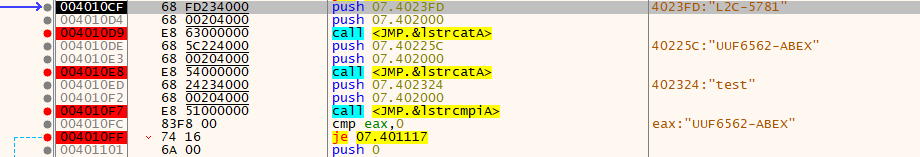 004010CF 68 FD234000 push 07.4023FD 4023FD:"L2C-5781"
004010D4 68 00204000 push 07.402000
004010D9 E8 63000000 call <JMP.&lstrcatA>
004010DE 68 5C224000 push 07.40225C 40225C:"UUF6562-ABEX"
004010E3 68 00204000 push 07.402000
004010E8 E8 54000000 call <JMP.&lstrcatA>
004010ED 68 24234000 push 07.402324 402324:"test"
004010F2 68 00204000 push 07.402000
004010F7 E8 51000000 call <JMP.&lstrcmpiA>
004010FC 83F8 00 cmp eax,0 eax:"UUF6562-ABEX"
004010FF 74 16 je 07.401117
00401101 6A 00 push 0